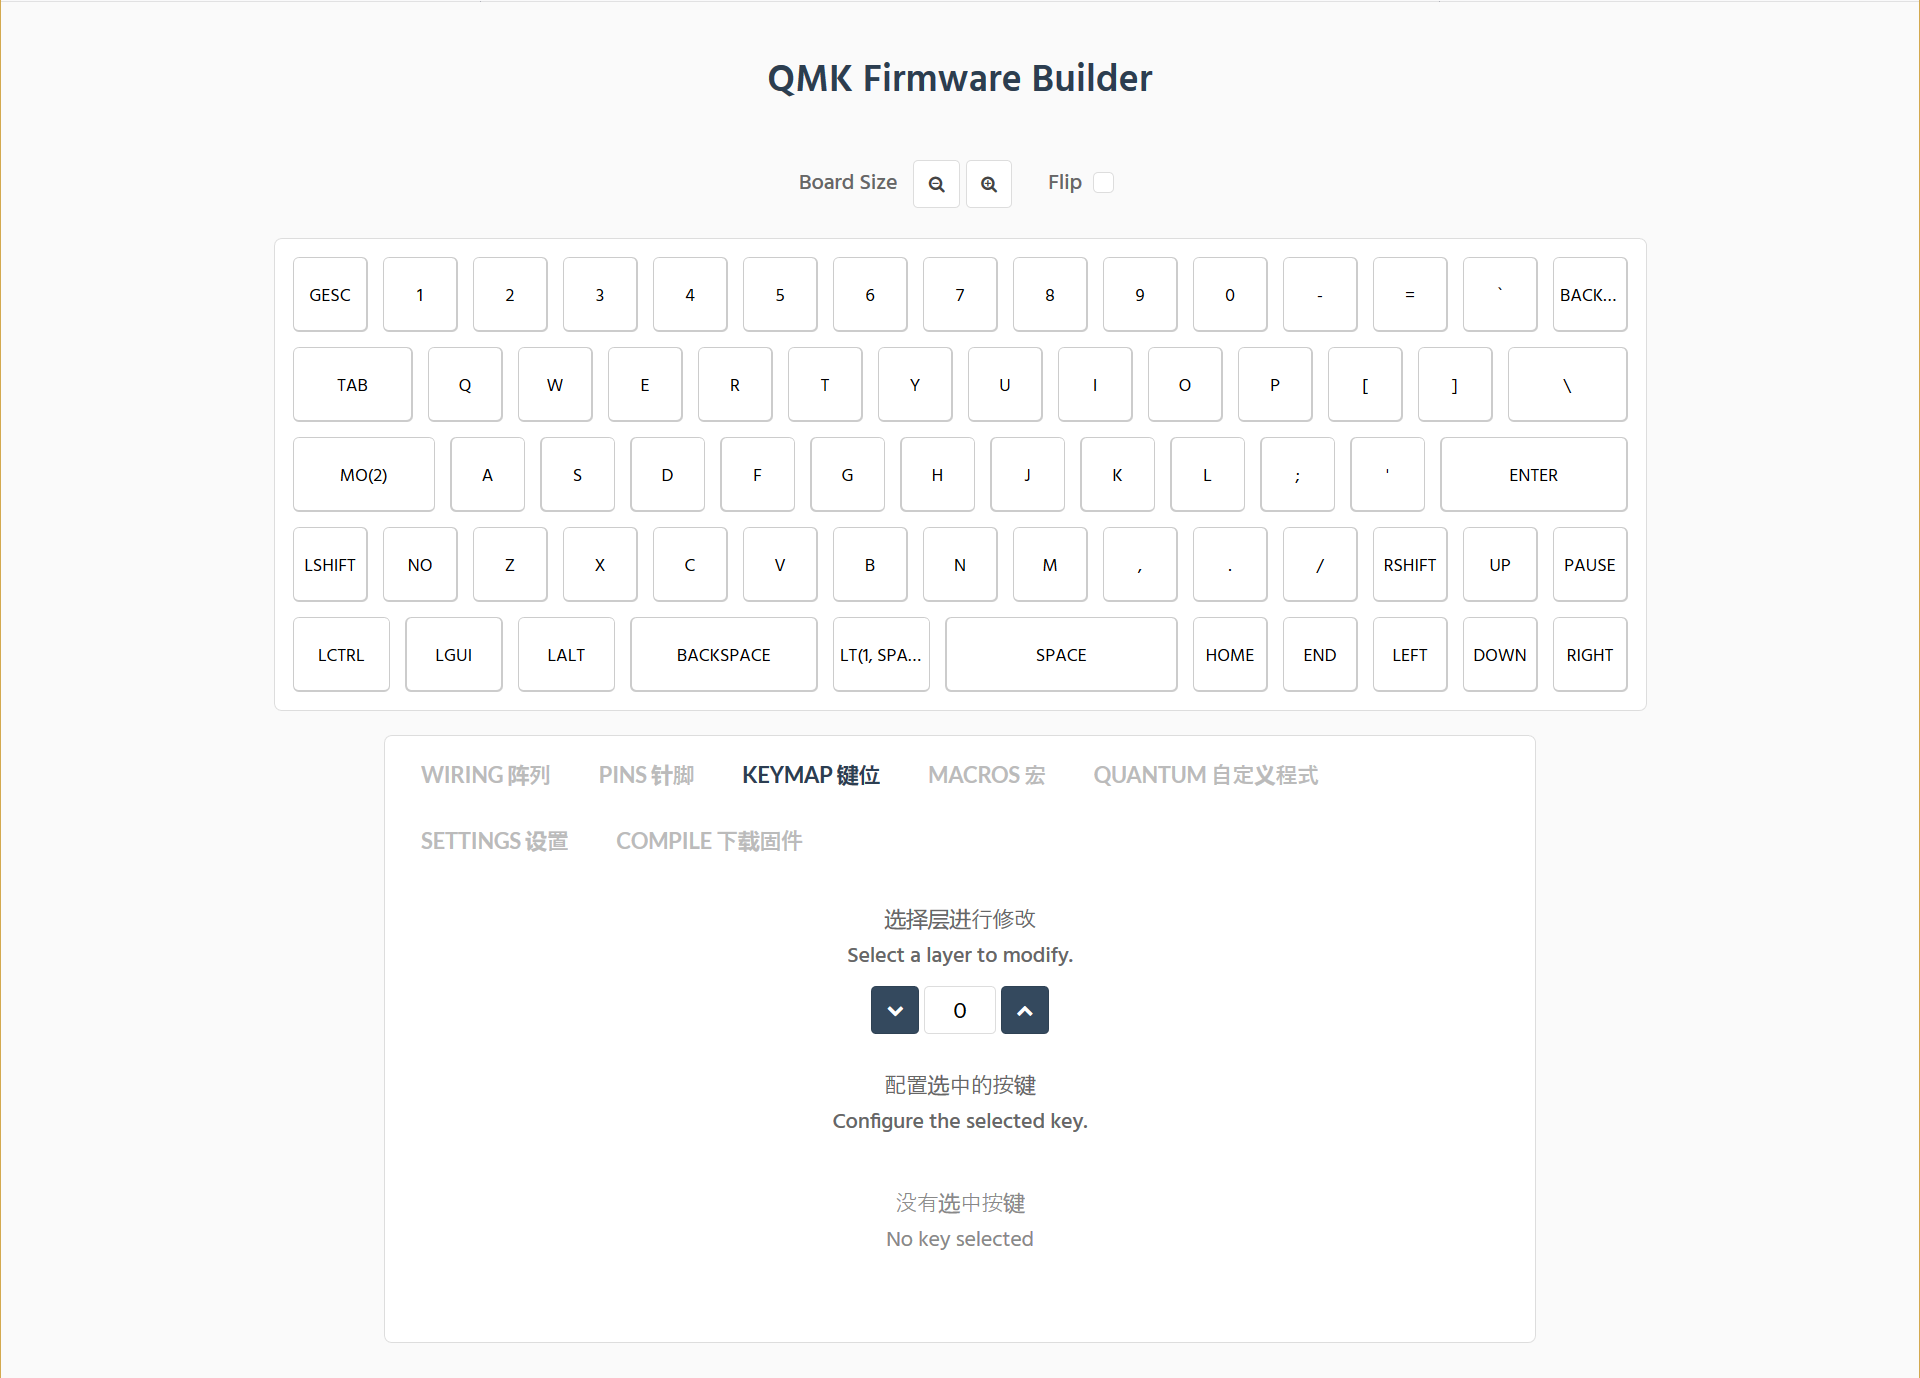 QMK Firmware Builder
Board Size Flip
GESC 1 2 3 4 5 6 7 8 9 0 - = ` BACK...
TAB Q W E R T Y U I O P [ ] \
MO(2) A S D F G H J K L ; ' ENTER
LSHIFT NO Z X C V B N M , . / RSHIFT UP PAUSE
LCTRL LGUI LALT BACKSPACE LT(1, SPA... SPACE HOME END LEFT DOWN RIGHT
WIRING 阵列 PINS 针脚 KEYMAP 键位 MACROS 宏 QUANTUM 自定义程式
SETTINGS 设置 COMPILE 下载固件
选择层进行修改
Select a layer to modify.
0
配置选中的按键
Configure the selected key.
没有选中按键
No key selected